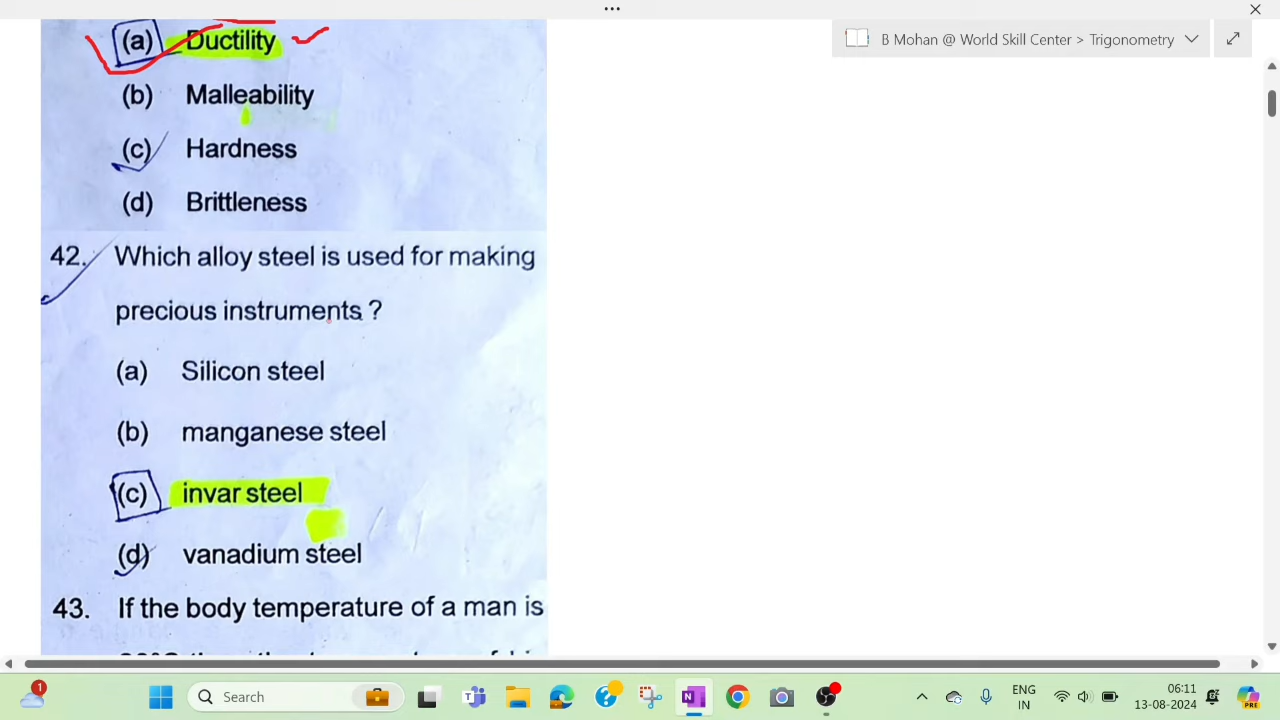 R Mohan @ World Skill Center > Trigonometry
(a) Ductility
(b) Malleability
(c) Hardness
(d) Brittleness
42. Which alloy steel is used for making
precious instruments ?
(a) Silicon steel
(b) manganese steel
(c) invar steel
(d) vanadium steel
43. If the body temperature of a man is
1
Search
ENG
IN
06:11
13-08-2024
PRE